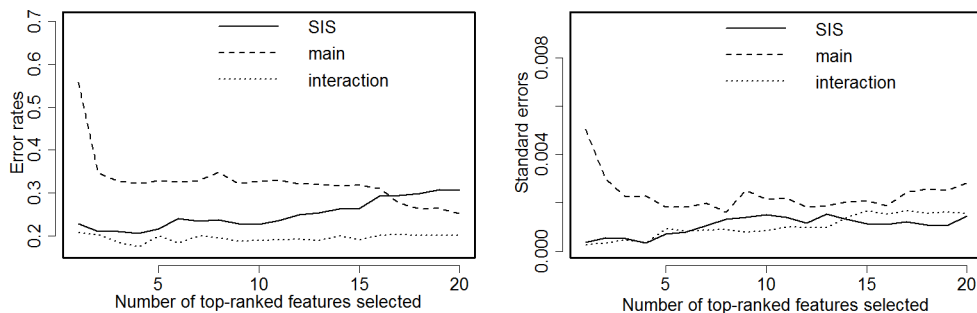 0.7
0.6
0.5
0.4
0.3
0.2
Error rates
SIS
main
interaction
5 10 15 20
Number of top-ranked features selected
0.008
0.004
0.000
Standard errors
SIS
main
interaction
5 10 15 20
Number of top-ranked features selected